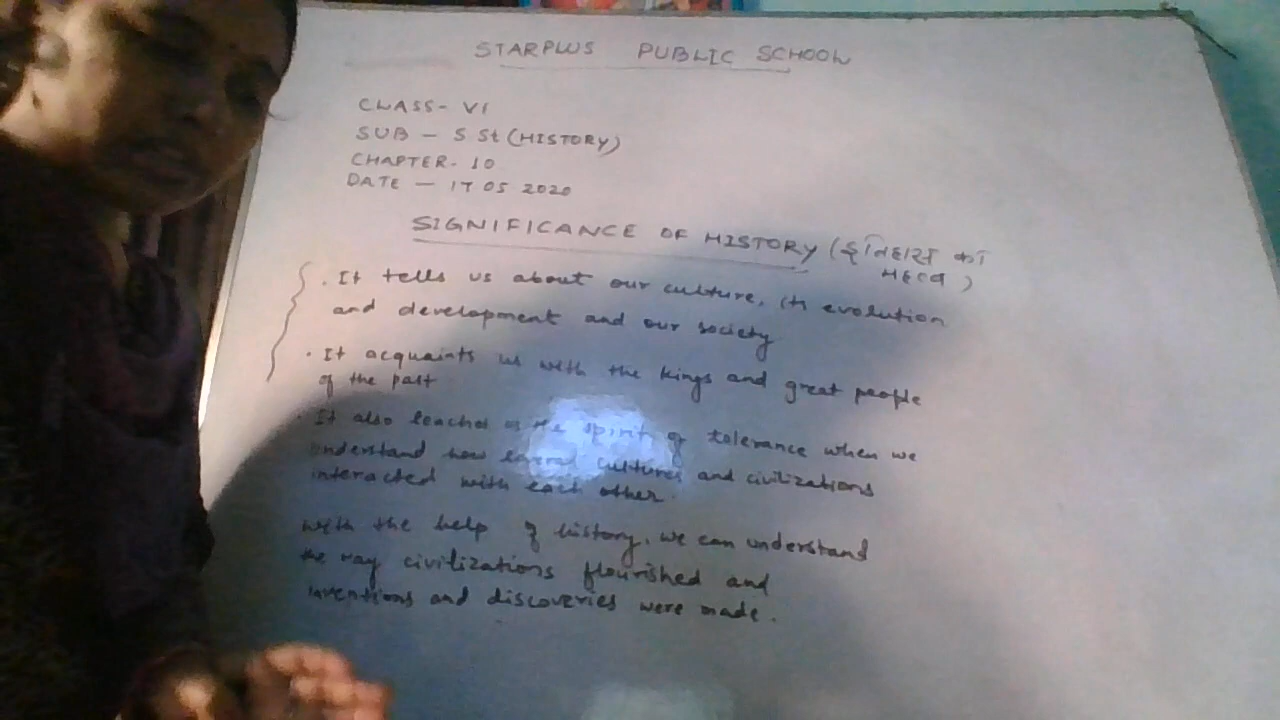 STARPLUS PUBLIC SCHOOL
CLASS- VI
SUB - S St (HISTORY)
CHAPTER- 10
DATE - 17 05 2020
SIGNIFICANCE OF HISTORY (इतिहास का
महत्व)
. It tells us about our culture, its evolution
and development and our society
. It acquaints us with the kings and great people
of the past
. It also teaches us the spirit of tolerance when we
understand how cultures and civilizations
interacted with each other.
with the help of history, we can understand
the way civilizations flourished and
inventions and discoveries were made.